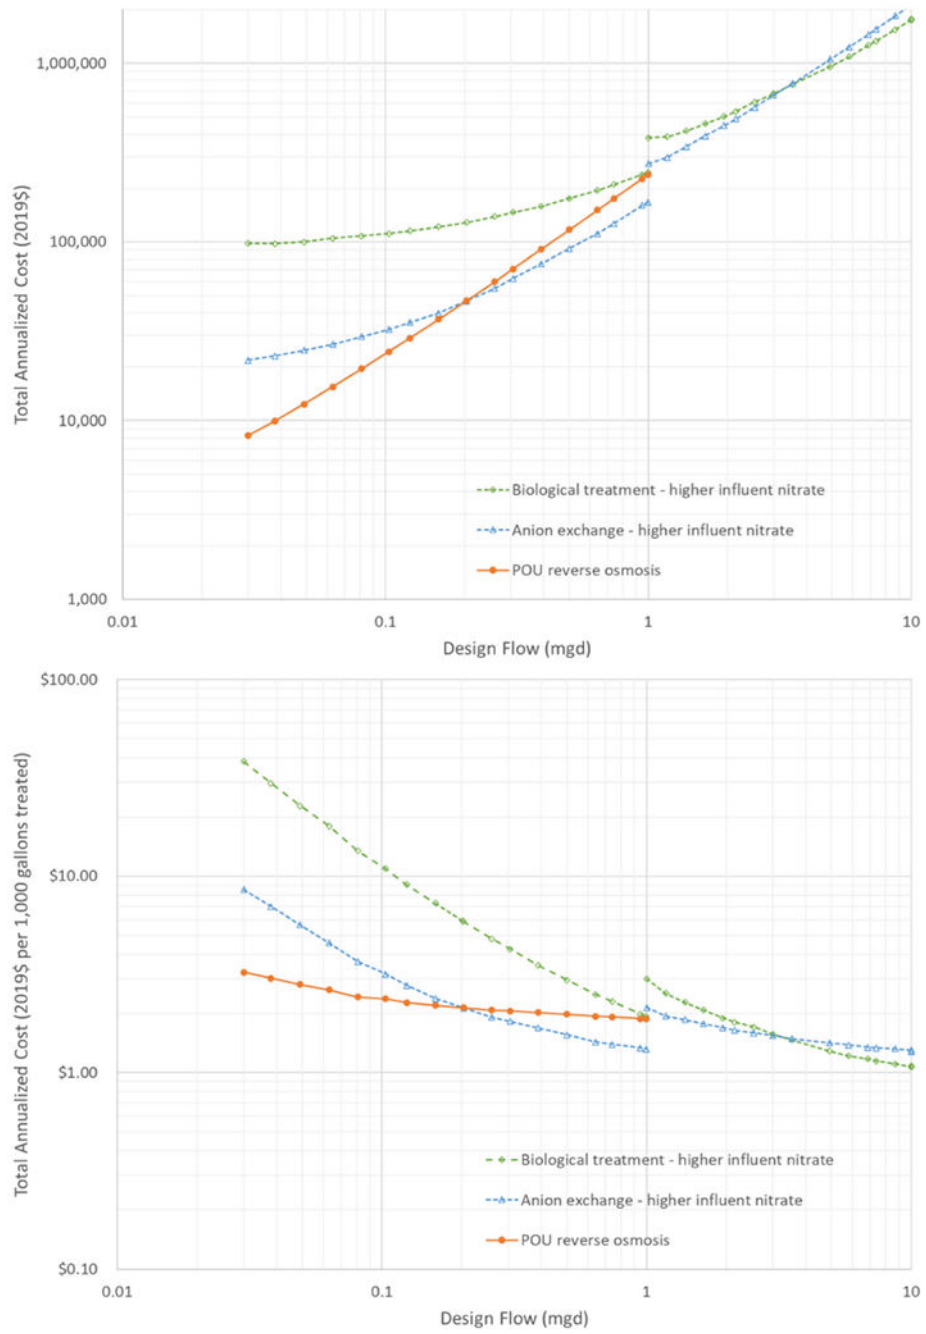 1,000,000
100,000
10,000
1,000
Total Annualized Cost (2019$)
Biological treatment - higher influent nitrate
Anion exchange - higher influent nitrate
POU reverse osmosis
0.01 0.1 1 10
Design Flow (mgd)
$100.00
$10.00
$1.00
$0.10
Total Annualized Cost (2019$ per 1,000 gallons treated)
Biological treatment - higher influent nitrate
Anion exchange - higher influent nitrate
POU reverse osmosis
0.01 0.1 1 10
Design Flow (mgd)